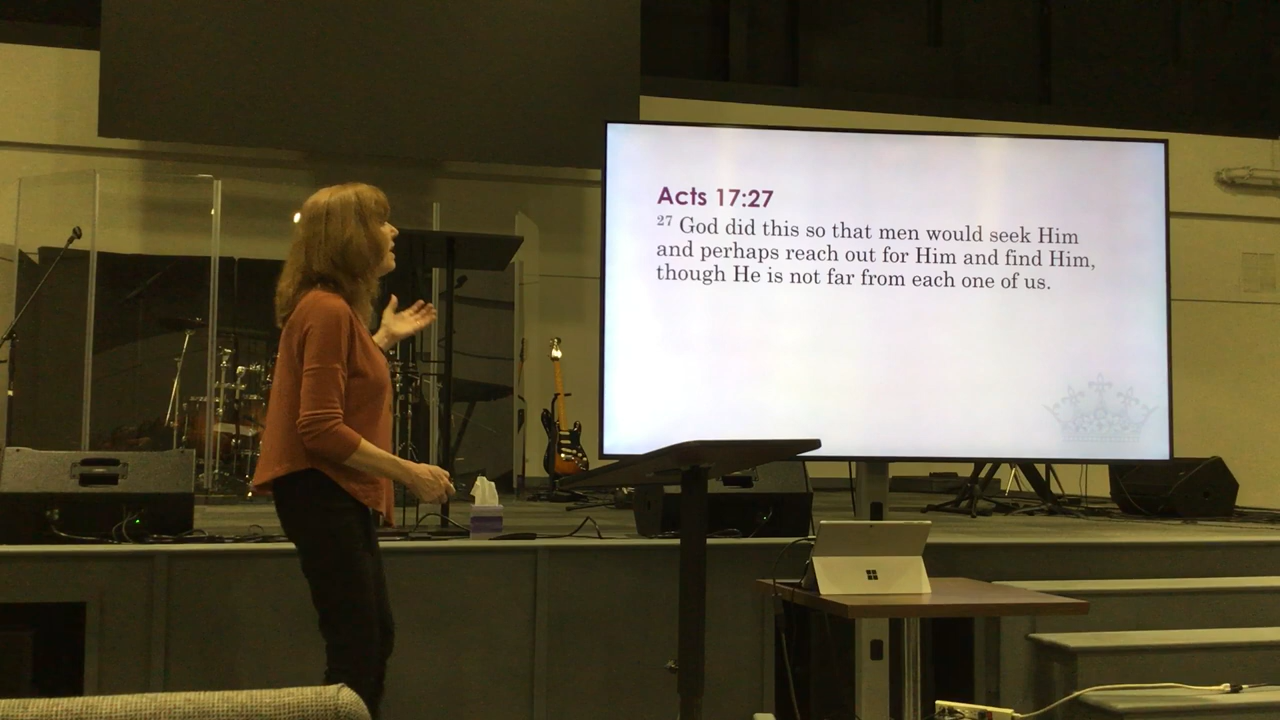 Acts 17:27
27 God did this so that men would seek Him
and perhaps reach out for Him and find Him,
though He is not far from each one of us.